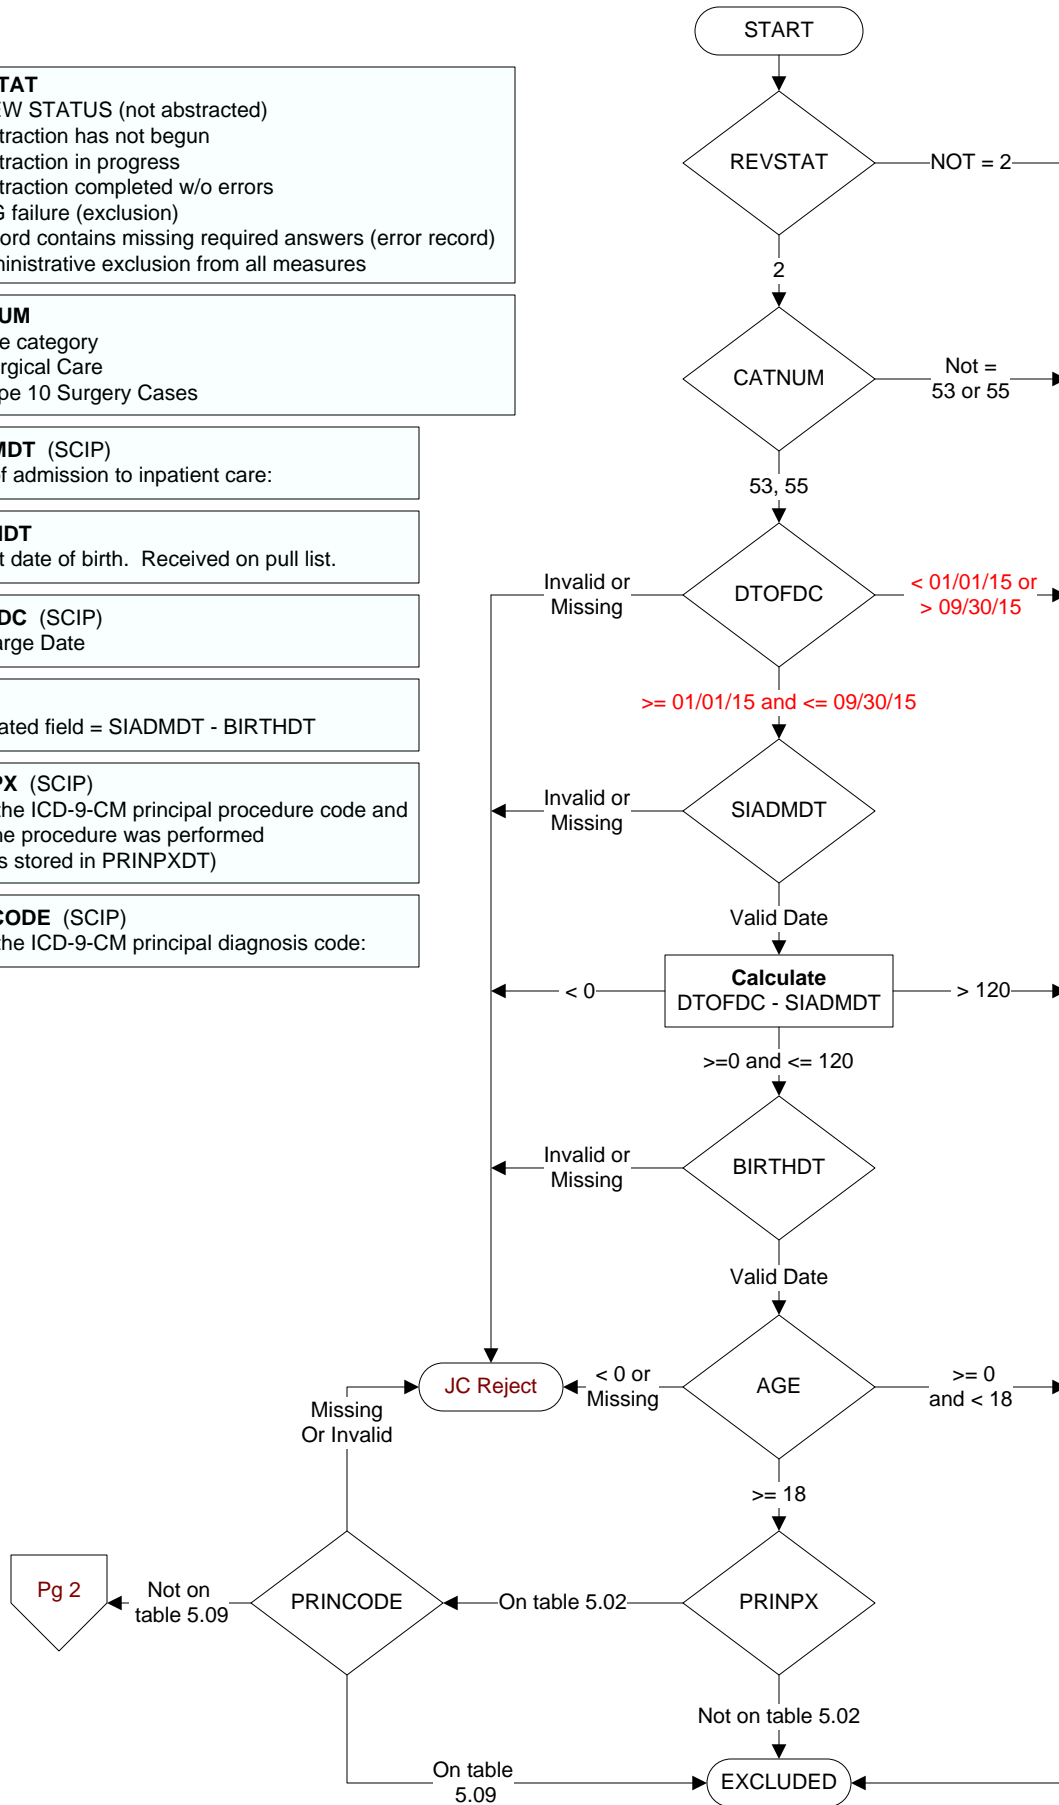 START
TAT
EW STATUS (not abstracted)
traction has not begun
traction in progress
traction completed w/o errors
G failure (exclusion)
ord contains missing required answers (error record)
ministrative exclusion from all measures
REVSTAT
NOT = 2
2
UM
e category
rgical Care
pe 10 Surgery Cases
CATNUM
Not =
53 or 55
53, 55
MDT (SCIP)
of admission to inpatient care:
HDT
t date of birth. Received on pull list.
DTOFDC
Invalid or
Missing
< 01/01/15 or
> 09/30/15
>= 01/01/15 and <= 09/30/15
DC (SCIP)
arge Date
ated field = SIADMDT - BIRTHDT
PX (SCIP)
the ICD-9-CM principal procedure code and
he procedure was performed
s stored in PRINPXDT)
SIADMDT
Invalid or
Missing
Valid Date
CODE (SCIP)
the ICD-9-CM principal diagnosis code:
Calculate
DTOFDC - SIADMDT
< 0
> 120
>=0 and <= 120
BIRTHDT
Invalid or
Missing
Valid Date
JC Reject
< 0 or
Missing
AGE
>= 0
and < 18
>= 18
Missing
Or Invalid
Pg 2
Not on
table 5.09
PRINCODE
On table 5.02
PRINPX
Not on table 5.02
On table
5.09
EXCLUDED